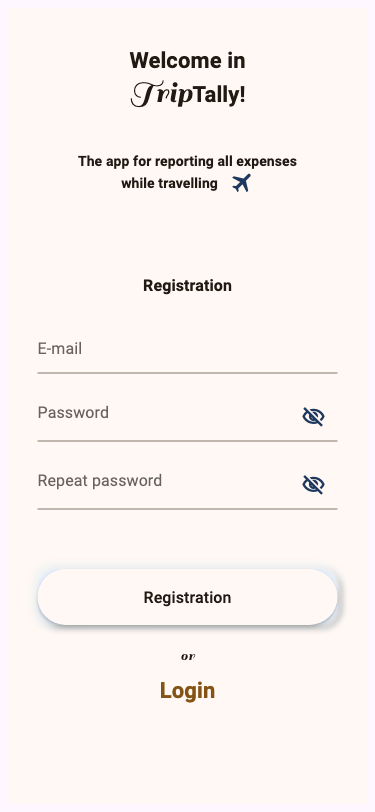 Welcome in
TripTally!
The app for reporting all expenses
while travelling
Registration
E-mail
Password
Repeat password
Registration
or
Login